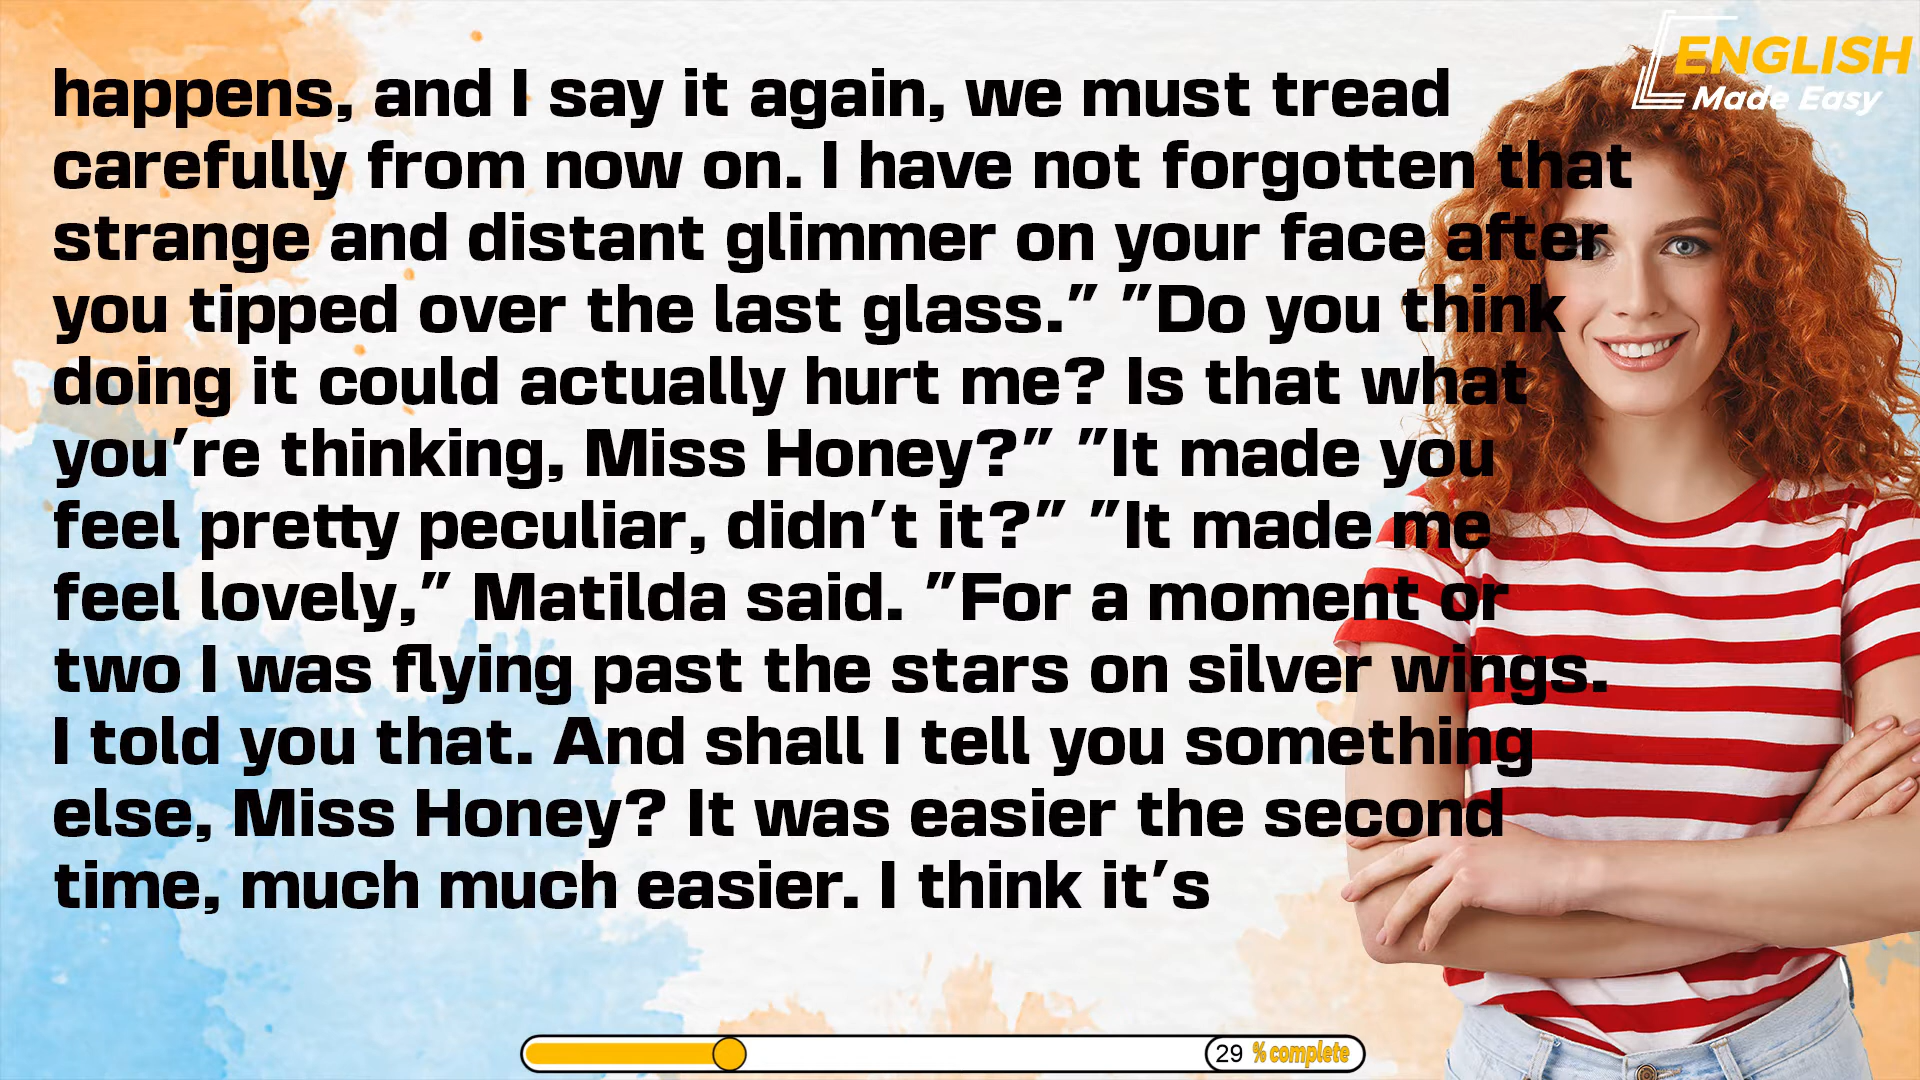 ENGLISH
Made Easy
happens, and I say it again, we must tread
carefully from now on. I have not forgotten that
strange and distant glimmer on your face after
you tipped over the last glass." "Do you think
doing it could actually hurt me? Is that what
you're thinking, Miss Honey?" "It made you
feel pretty peculiar, didn't it?" "It made me
feel lovely," Matilda said. "For a moment or
two I was flying past the stars on silver wings.
I told you that. And shall I tell you something
else, Miss Honey? It was easier the second
time, much much easier. I think it's
29 % complete